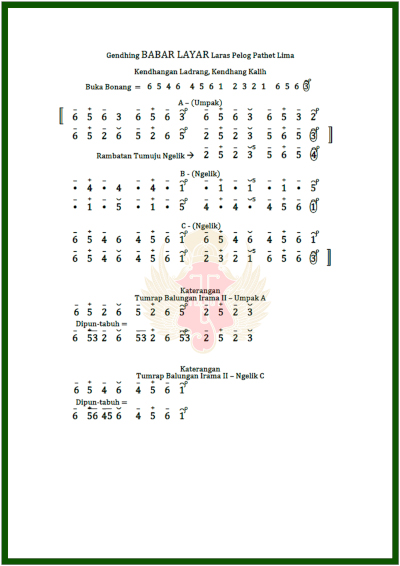 Gendhing BABAR LAYAR Laras Pelog Pathet Lima
Kendhangan Ladrang, Kendhang Kalih
Buka Bonang = 6 5 4 6 4 5 6 1 2 3 2 1 6 5 6 3
A – (Umpak)
6 5 6 3 6 5 6 3 6 5 6 3 6 5 3 2
6 5 2 6 5 2 6 5 2 5 2 3 5 6 5 3
Rambatan Tumuju Ngelik → 2 5 2 3 5 6 5 4
B - (Ngelik)
• 4 • 4 • 4 • 1 • 1 • 1 • 1 • 5
• 1 • 5 • 1 • 5 4 • 4 • 4 5 6 1
C - (Ngelik)
6 5 4 6 4 5 6 1 6 5 4 6 4 5 6 1
6 5 4 6 4 5 6 1 2 3 2 1 6 5 6 3
Katerangan
Tumrap Balungan Irama II – Umpak A
6 5 2 6 5 2 6 5 2 5 2 3
Dipun-tabuh =
6 53 2 6 53 2 6 53 2 5 2 3
Katerangan
Tumrap Balungan Irama II – Ngelik C
6 5 4 6 4 5 6 1
Dipun-tabuh =
6 56 45 6 4 5 6 1